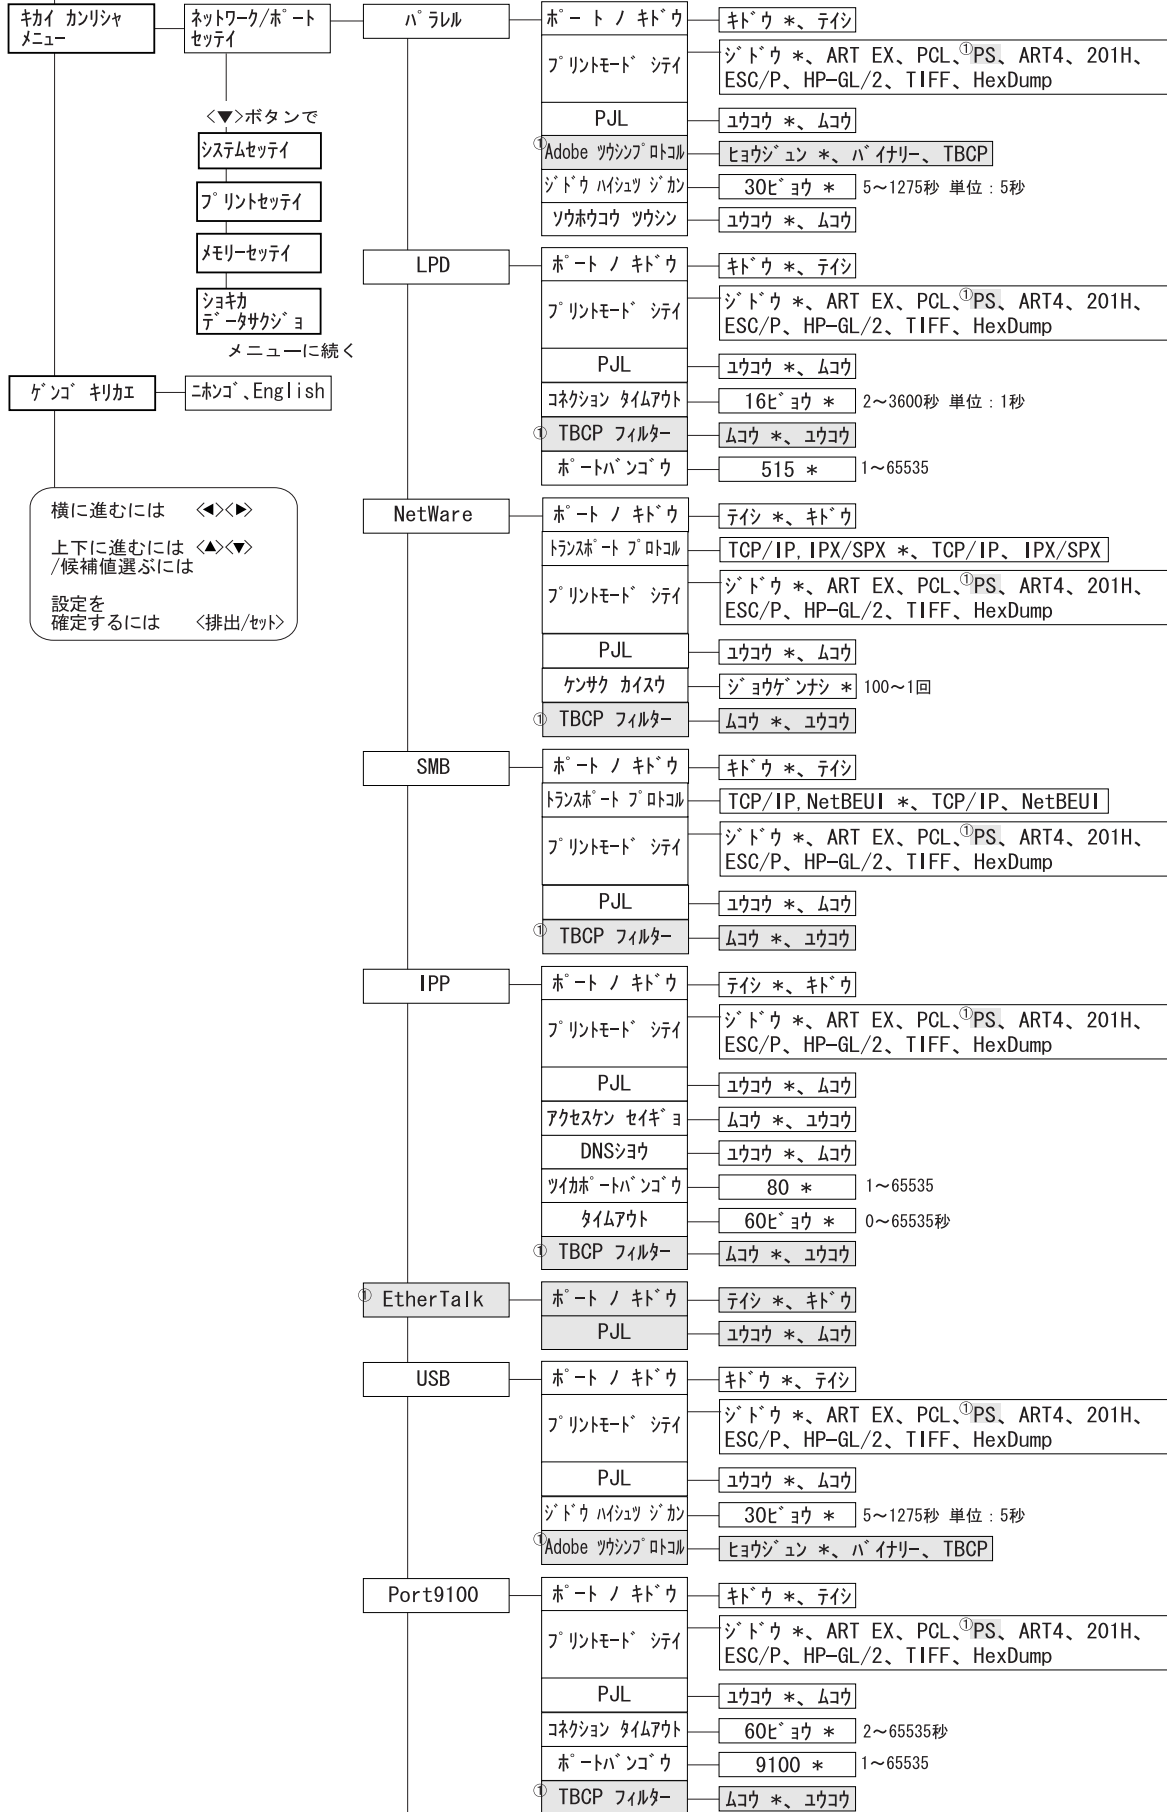 ｷｶｲ ｶﾝﾘｼｬ
ﾒﾆｭｰ
ﾈｯﾄﾜｰｸ/ﾎﾟｰﾄ
ｾｯﾃｲ
<▼>ボタンで
ｼｽﾃﾑｾｯﾃｲ
ﾌﾟﾘﾝﾄｾｯﾃｲ
ﾒﾓﾘｰｾｯﾃｲ
ｼｮｷｶ
ﾃﾞｰﾀｻｸｼﾞｮ
メニューに続く
ｹﾞﾝｺﾞ ｷﾘｶｴ
ﾆﾎﾝｺﾞ､English
横に進むには <◀><▶>
上下に進むには <▲><▼>
/候補値選ぶには
設定を
確定するには <排出/ｾｯﾄ>
ﾊﾟﾗﾚﾙ
ﾎﾟｰﾄ ﾉ ｷﾄﾞｳ
ｷﾄﾞｳ *、ﾃｲｼ
ﾌﾟﾘﾝﾄﾓｰﾄﾞ ｼﾃｲ
ｼﾞﾄﾞｳ *、ART EX、PCL、①PS、ART4、201H、
ESC/P、HP-GL/2、TIFF、HexDump
PJL
ﾕｳｺｳ *、ﾑｺｳ
①Adobe ﾂｳｼﾝﾌﾟﾛﾄｺﾙ
ﾋｮｳｼﾞｭﾝ *、ﾊﾞｲﾅﾘｰ、TBCP
ｼﾞﾄﾞｳ ﾊｲｼｭﾂ ｼﾞｶﾝ
30ﾋﾞｮｳ * 5～1275秒 単位：5秒
ｿｳﾎｳｺｳ ﾂｳｼﾝ
ﾕｳｺｳ *、ﾑｺｳ
LPD
ﾎﾟｰﾄ ﾉ ｷﾄﾞｳ
ｷﾄﾞｳ *、ﾃｲｼ
ﾌﾟﾘﾝﾄﾓｰﾄﾞ ｼﾃｲ
ｼﾞﾄﾞｳ *、ART EX、PCL、①PS、ART4、201H、
ESC/P、HP-GL/2、TIFF、HexDump
PJL
ﾕｳｺｳ *、ﾑｺｳ
ｺﾈｸｼｮﾝ ﾀｲﾑｱｳﾄ
16ﾋﾞｮｳ * 2～3600秒 単位：1秒
① TBCP ﾌｨﾙﾀｰ
ﾑｺｳ *、ﾕｳｺｳ
ﾎﾟｰﾄﾊﾞﾝｺﾞｳ
515 * 1～65535
NetWare
ﾎﾟｰﾄ ﾉ ｷﾄﾞｳ
ﾃｲｼ *、ｷﾄﾞｳ
ﾄﾗﾝｽﾎﾟｰﾄ ﾌﾟﾛﾄｺﾙ
TCP/IP,IPX/SPX *、TCP/IP、IPX/SPX
ﾌﾟﾘﾝﾄﾓｰﾄﾞ ｼﾃｲ
ｼﾞﾄﾞｳ *、ART EX、PCL、①PS、ART4、201H、
ESC/P、HP-GL/2、TIFF、HexDump
PJL
ﾕｳｺｳ *、ﾑｺｳ
ｹﾝｻｸ ｶｲｽｳ
ｼﾞｮｳｹﾞﾝﾅｼ * 100～1回
① TBCP ﾌｨﾙﾀｰ
ﾑｺｳ *、ﾕｳｺｳ
SMB
ﾎﾟｰﾄ ﾉ ｷﾄﾞｳ
ｷﾄﾞｳ *、ﾃｲｼ
ﾄﾗﾝｽﾎﾟｰﾄ ﾌﾟﾛﾄｺﾙ
TCP/IP,NetBEUI *、TCP/IP、NetBEUI
ﾌﾟﾘﾝﾄﾓｰﾄﾞ ｼﾃｲ
ｼﾞﾄﾞｳ *、ART EX、PCL、①PS、ART4、201H、
ESC/P、HP-GL/2、TIFF、HexDump
PJL
ﾕｳｺｳ *、ﾑｺｳ
① TBCP ﾌｨﾙﾀｰ
ﾑｺｳ *、ﾕｳｺｳ
IPP
ﾎﾟｰﾄ ﾉ ｷﾄﾞｳ
ﾃｲｼ *、ｷﾄﾞｳ
ﾌﾟﾘﾝﾄﾓｰﾄﾞ ｼﾃｲ
ｼﾞﾄﾞｳ *、ART EX、PCL、①PS、ART4、201H、
ESC/P、HP-GL/2、TIFF、HexDump
PJL
ﾕｳｺｳ *、ﾑｺｳ
ｱｸｾｽｹﾝ ｾｲｷﾞｮ
ﾑｺｳ *、ﾕｳｺｳ
DNSｼﾖｳ
ﾕｳｺｳ *、ﾑｺｳ
ﾂｲｶﾎﾟｰﾄﾊﾞﾝｺﾞｳ
80 * 1～65535
ﾀｲﾑｱｳﾄ
60ﾋﾞｮｳ * 0～65535秒
① TBCP ﾌｨﾙﾀｰ
ﾑｺｳ *、ﾕｳｺｳ
① EtherTalk
ﾎﾟｰﾄ ﾉ ｷﾄﾞｳ
ﾃｲｼ *、ｷﾄﾞｳ
PJL
ﾕｳｺｳ *、ﾑｺｳ
USB
ﾎﾟｰﾄ ﾉ ｷﾄﾞｳ
ｷﾄﾞｳ *、ﾃｲｼ
ﾌﾟﾘﾝﾄﾓｰﾄﾞ ｼﾃｲ
ｼﾞﾄﾞｳ *、ART EX、PCL、①PS、ART4、201H、
ESC/P、HP-GL/2、TIFF、HexDump
PJL
ﾕｳｺｳ *、ﾑｺｳ
ｼﾞﾄﾞｳ ﾊｲｼｭﾂ ｼﾞｶﾝ
30ﾋﾞｮｳ * 5～1275秒 単位：5秒
①Adobe ﾂｳｼﾝﾌﾟﾛﾄｺﾙ
ﾋｮｳｼﾞｭﾝ *、ﾊﾞｲﾅﾘｰ、TBCP
Port9100
ﾎﾟｰﾄ ﾉ ｷﾄﾞｳ
ｷﾄﾞｳ *、ﾃｲｼ
ﾌﾟﾘﾝﾄﾓｰﾄﾞ ｼﾃｲ
ｼﾞﾄﾞｳ *、ART EX、PCL、①PS、ART4、201H、
ESC/P、HP-GL/2、TIFF、HexDump
PJL
ﾕｳｺｳ *、ﾑｺｳ
ｺﾈｸｼｮﾝ ﾀｲﾑｱｳﾄ
60ﾋﾞｮｳ * 2～65535秒
ﾎﾟｰﾄﾊﾞﾝｺﾞｳ
9100 * 1～65535
① TBCP ﾌｨﾙﾀｰ
ﾑｺｳ *、ﾕｳｺｳ